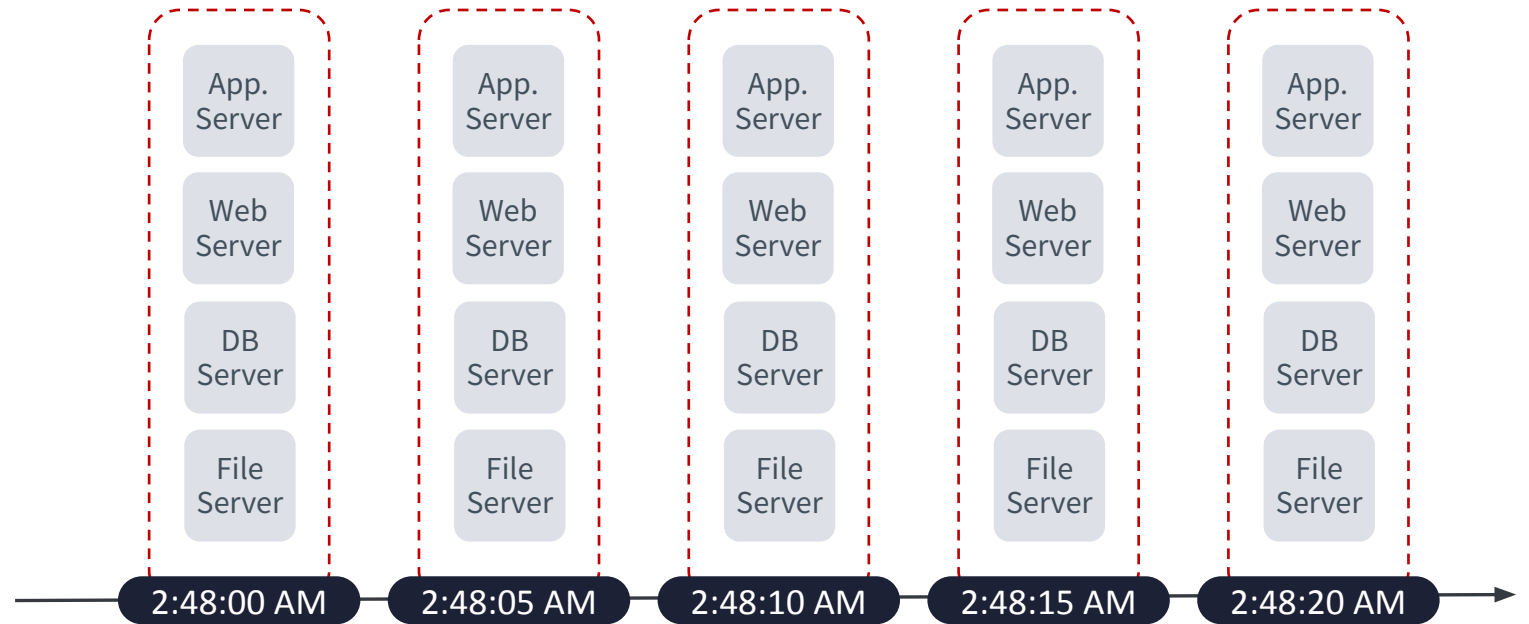 App.
Server
Web
Server
DB
Server
File
Server
2:48:00 AM
App.
Server
Web
Server
DB
Server
File
Server
2:48:05 AM
App.
Server
Web
Server
DB
Server
File
Server
2:48:10 AM
App.
Server
Web
Server
DB
Server
File
Server
2:48:15 AM
App.
Server
Web
Server
DB
Server
File
Server
2:48:20 AM